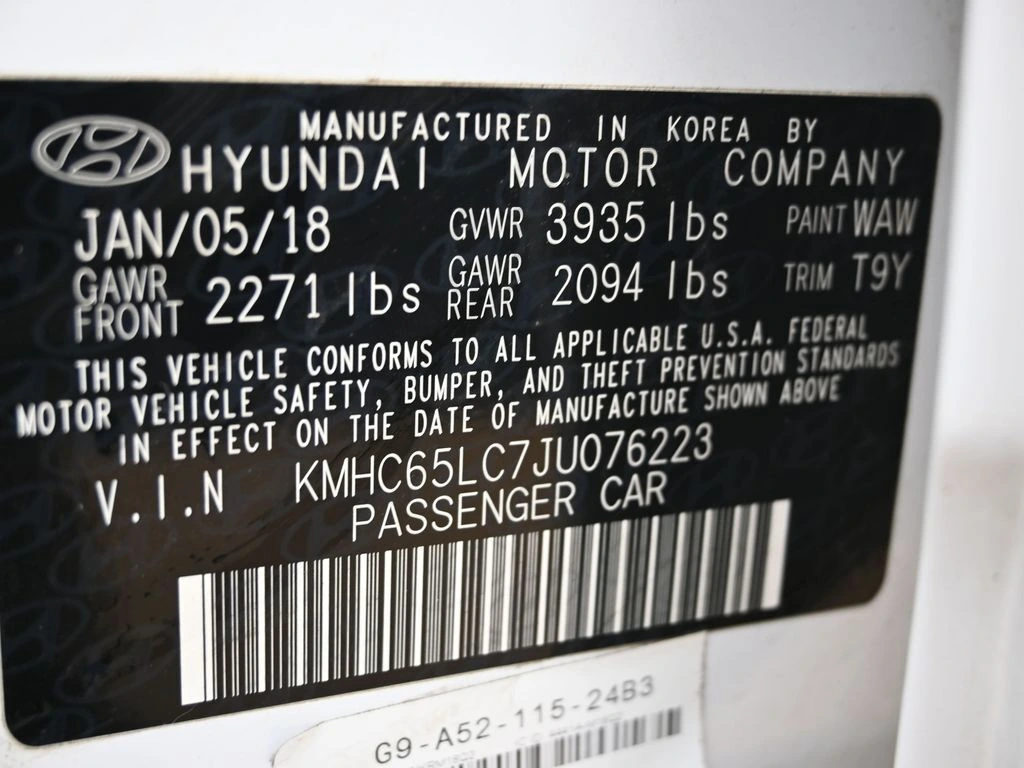 MANUFACTURED IN KOREA BY
HYUNDAI MOTOR COMPANY
JAN/05/18 GVWR 3935 lbs PAINT WAW
GAWR FRONT 2271 lbs GAWR REAR 2094 lbs TRIM T9Y
THIS VEHICLE CONFORMS TO ALL APPLICABLE U.S.A. FEDERAL
MOTOR VEHICLE SAFETY, BUMPER, AND THEFT PREVENTION STANDARDS
IN EFFECT ON THE DATE OF MANUFACTURE SHOWN ABOVE
V.I.N KMHC65LC7JU076223
PASSENGER CAR
G9-A52-115-24B3